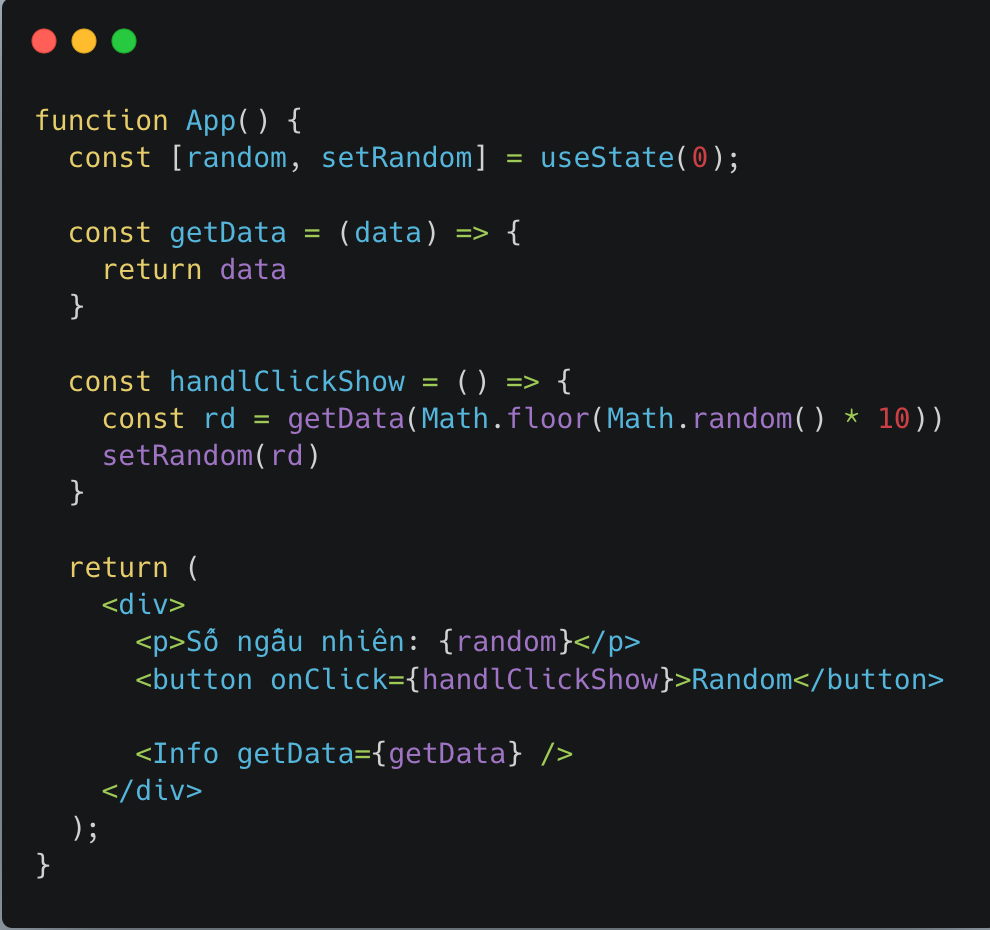 function App() {
  const [random, setRandom] = useState(0);

  const getData = (data) => {
    return data
  }

  const handlClickShow = () => {
    const rd = getData(Math.floor(Math.random() * 10))
    setRandom(rd)
  }

  return (
    <div>
      <p>Số ngẫu nhiên: {random}</p>
      <button onClick={handlClickShow}>Random</button>

      <Info getData={getData} />
    </div>
  );
}